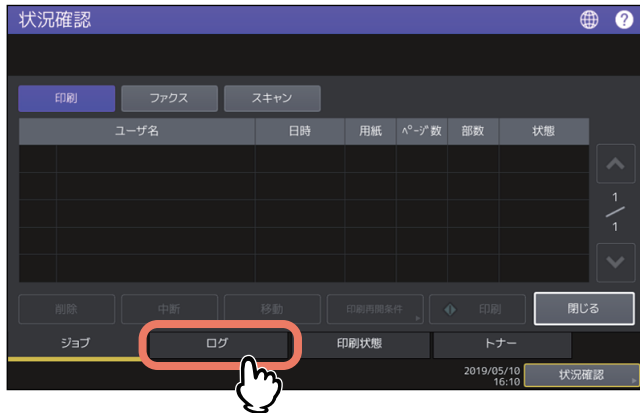 状況確認
?
印刷 ファクス スキャン
ユーザ名 日時 用紙 ページ数 部数 状態
1
1
削除 中断 移動 印刷再開条件 印刷 閉じる
ジョブ ログ 印刷状態 トナー
2019/05/10
16:10
状況確認